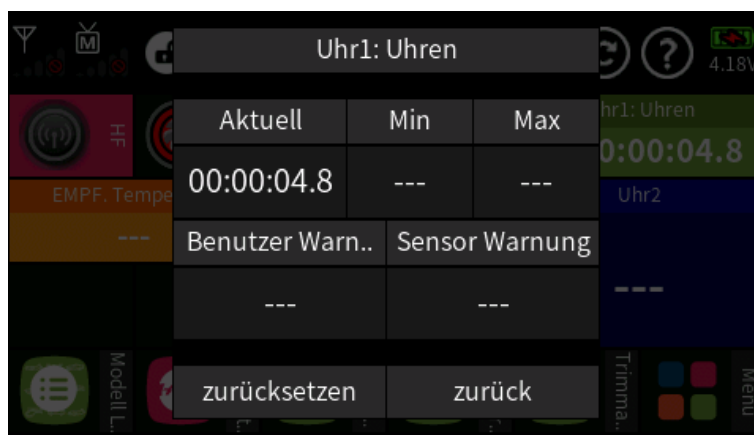 M
Uhr1: Uhren
?
4.18V
HF
Aktuell
Min
Max
hr1: Uhren
00:00:04.8
---
---
0:00:04.8
EMPF. Tempe
---
Uhr2
---
Benutzer Warn..
Sensor Warnung
---
---
Modell L..
zurücksetzen
zurück
Trimma..
Menü